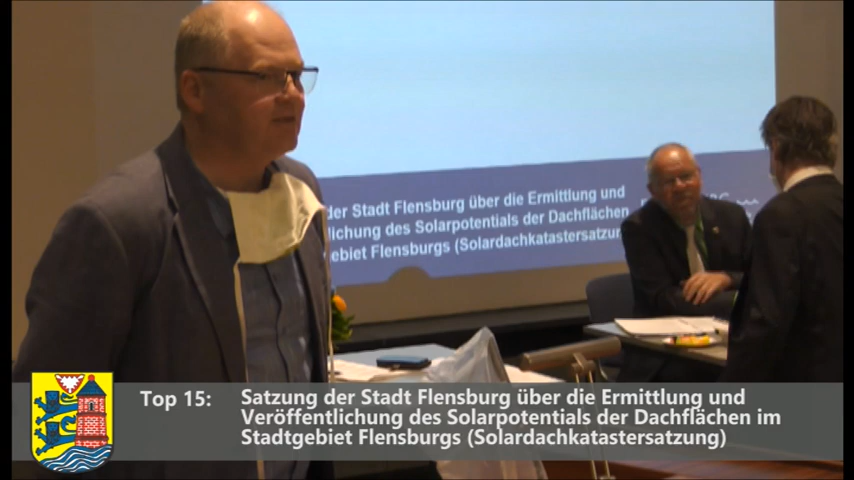 der Stadt Flensburg über die Ermittlung und
lichung des Solarpotentials der Dachflächen
gebiet Flensburgs (Solardachkatastersatzun
Top 15: Satzung der Stadt Flensburg über die Ermittlung und
Veröffentlichung des Solarpotentials der Dachflächen im
Stadtgebiet Flensburgs (Solardachkatastersatzung)